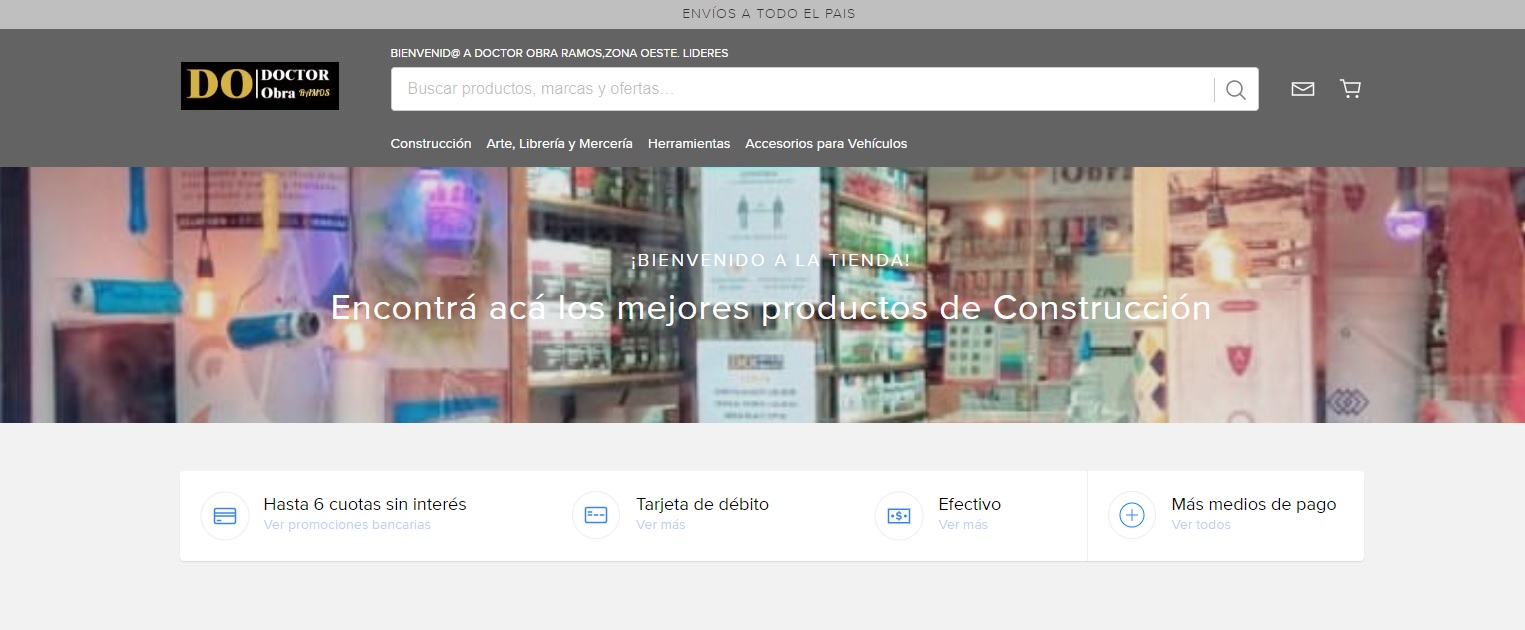 ENVÍOS A TODO EL PAIS
BIENVENID@ A DOCTOR OBRA RAMOS,ZONA OESTE. LIDERES
DO DOCTOR
Obra RAMOS
Buscar productos, marcas y ofertas...
Construcción Arte, Librería y Mercería Herramientas Accesorios para Vehículos
DO Obra
¡BIENVENIDO A LA TIENDA!
Encontrá acá los mejores productos de Construcción
Hasta 6 cuotas sin interés
Ver promociones bancarias
Tarjeta de débito
Ver más
Efectivo
Ver más
Más medios de pago
Ver todos